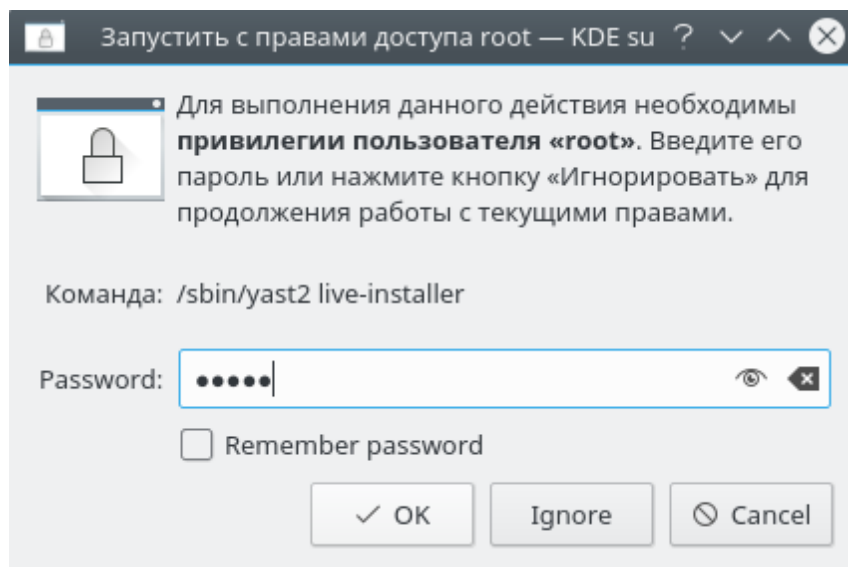 Запустить с правами доступа root — KDE su
Для выполнения данного действия необходимы
привилегии пользователя «root». Введите его
пароль или нажмите кнопку «Игнорировать» для
продолжения работы с текущими правами.
Команда: /sbin/yast2 live-installer
Password: •••••
Remember password
OK Ignore Cancel